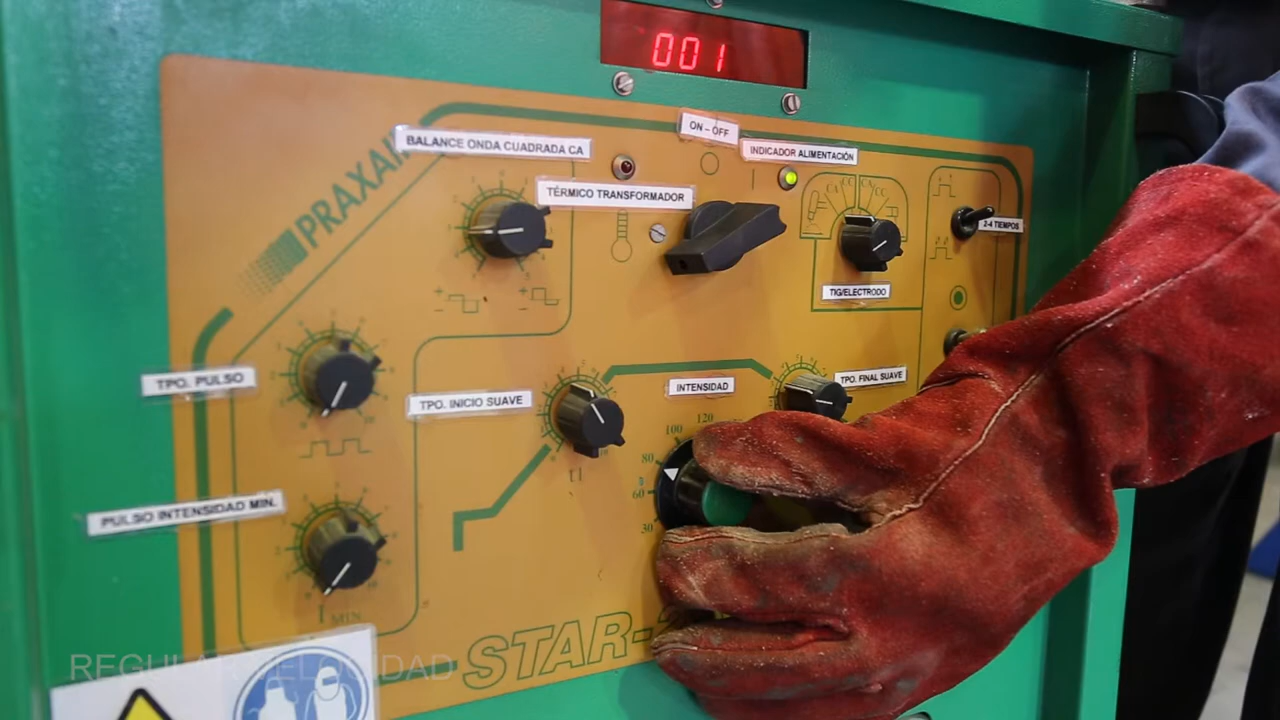 001
ON – OFF
BALANCE ONDA CUADRADA CA
INDICADOR ALIMENTACIÓN
PRAXAIR
TÉRMICO TRANSFORMADOR
2-4 TIEMPOS
TIG/ELECTRODO
TPO. PULSO
TPO. INICIO SUAVE
INTENSIDAD
TPO. FINAL SUAVE
120
100
80
60
30
PULSO INTENSIDAD MIN.
MIN
STAR-